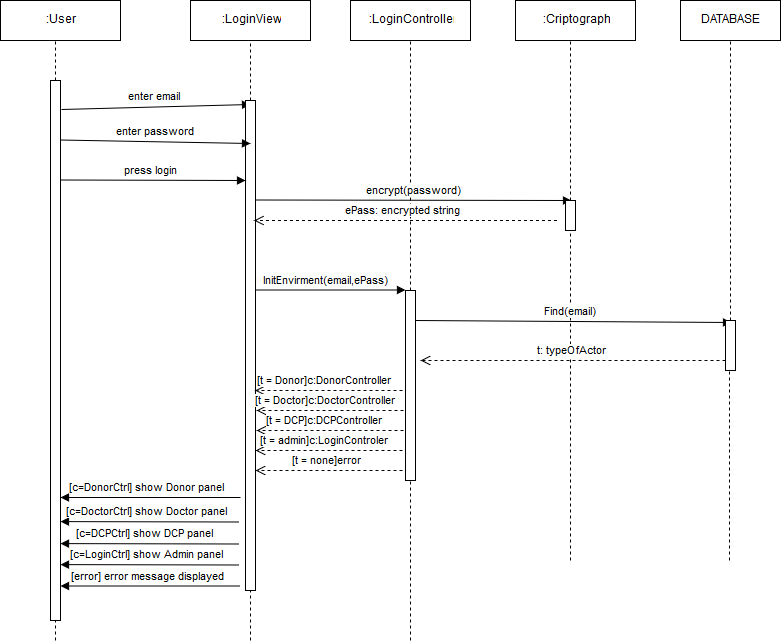 :User
:LoginView
:LoginControlle
:Criptograph
DATABASE
enter email
enter password
press login
encrypt(password)
ePass: encrypted string
InitEnvirment(email,ePass)
Find(email)
t: typeOfActor
[t = Donor]c:DonorController
[t = Doctor]c:DoctorController
[t = DCP]c:DCPController
[t = admin]c:LoginControler
[t = none]error
[c=DonorCtrl] show Donor panel
[c=DoctorCtrl] show Doctor panel
[c=DCPCtrl] show DCP panel
[c=LoginCtrl] show Admin panel
[error] error message displayed